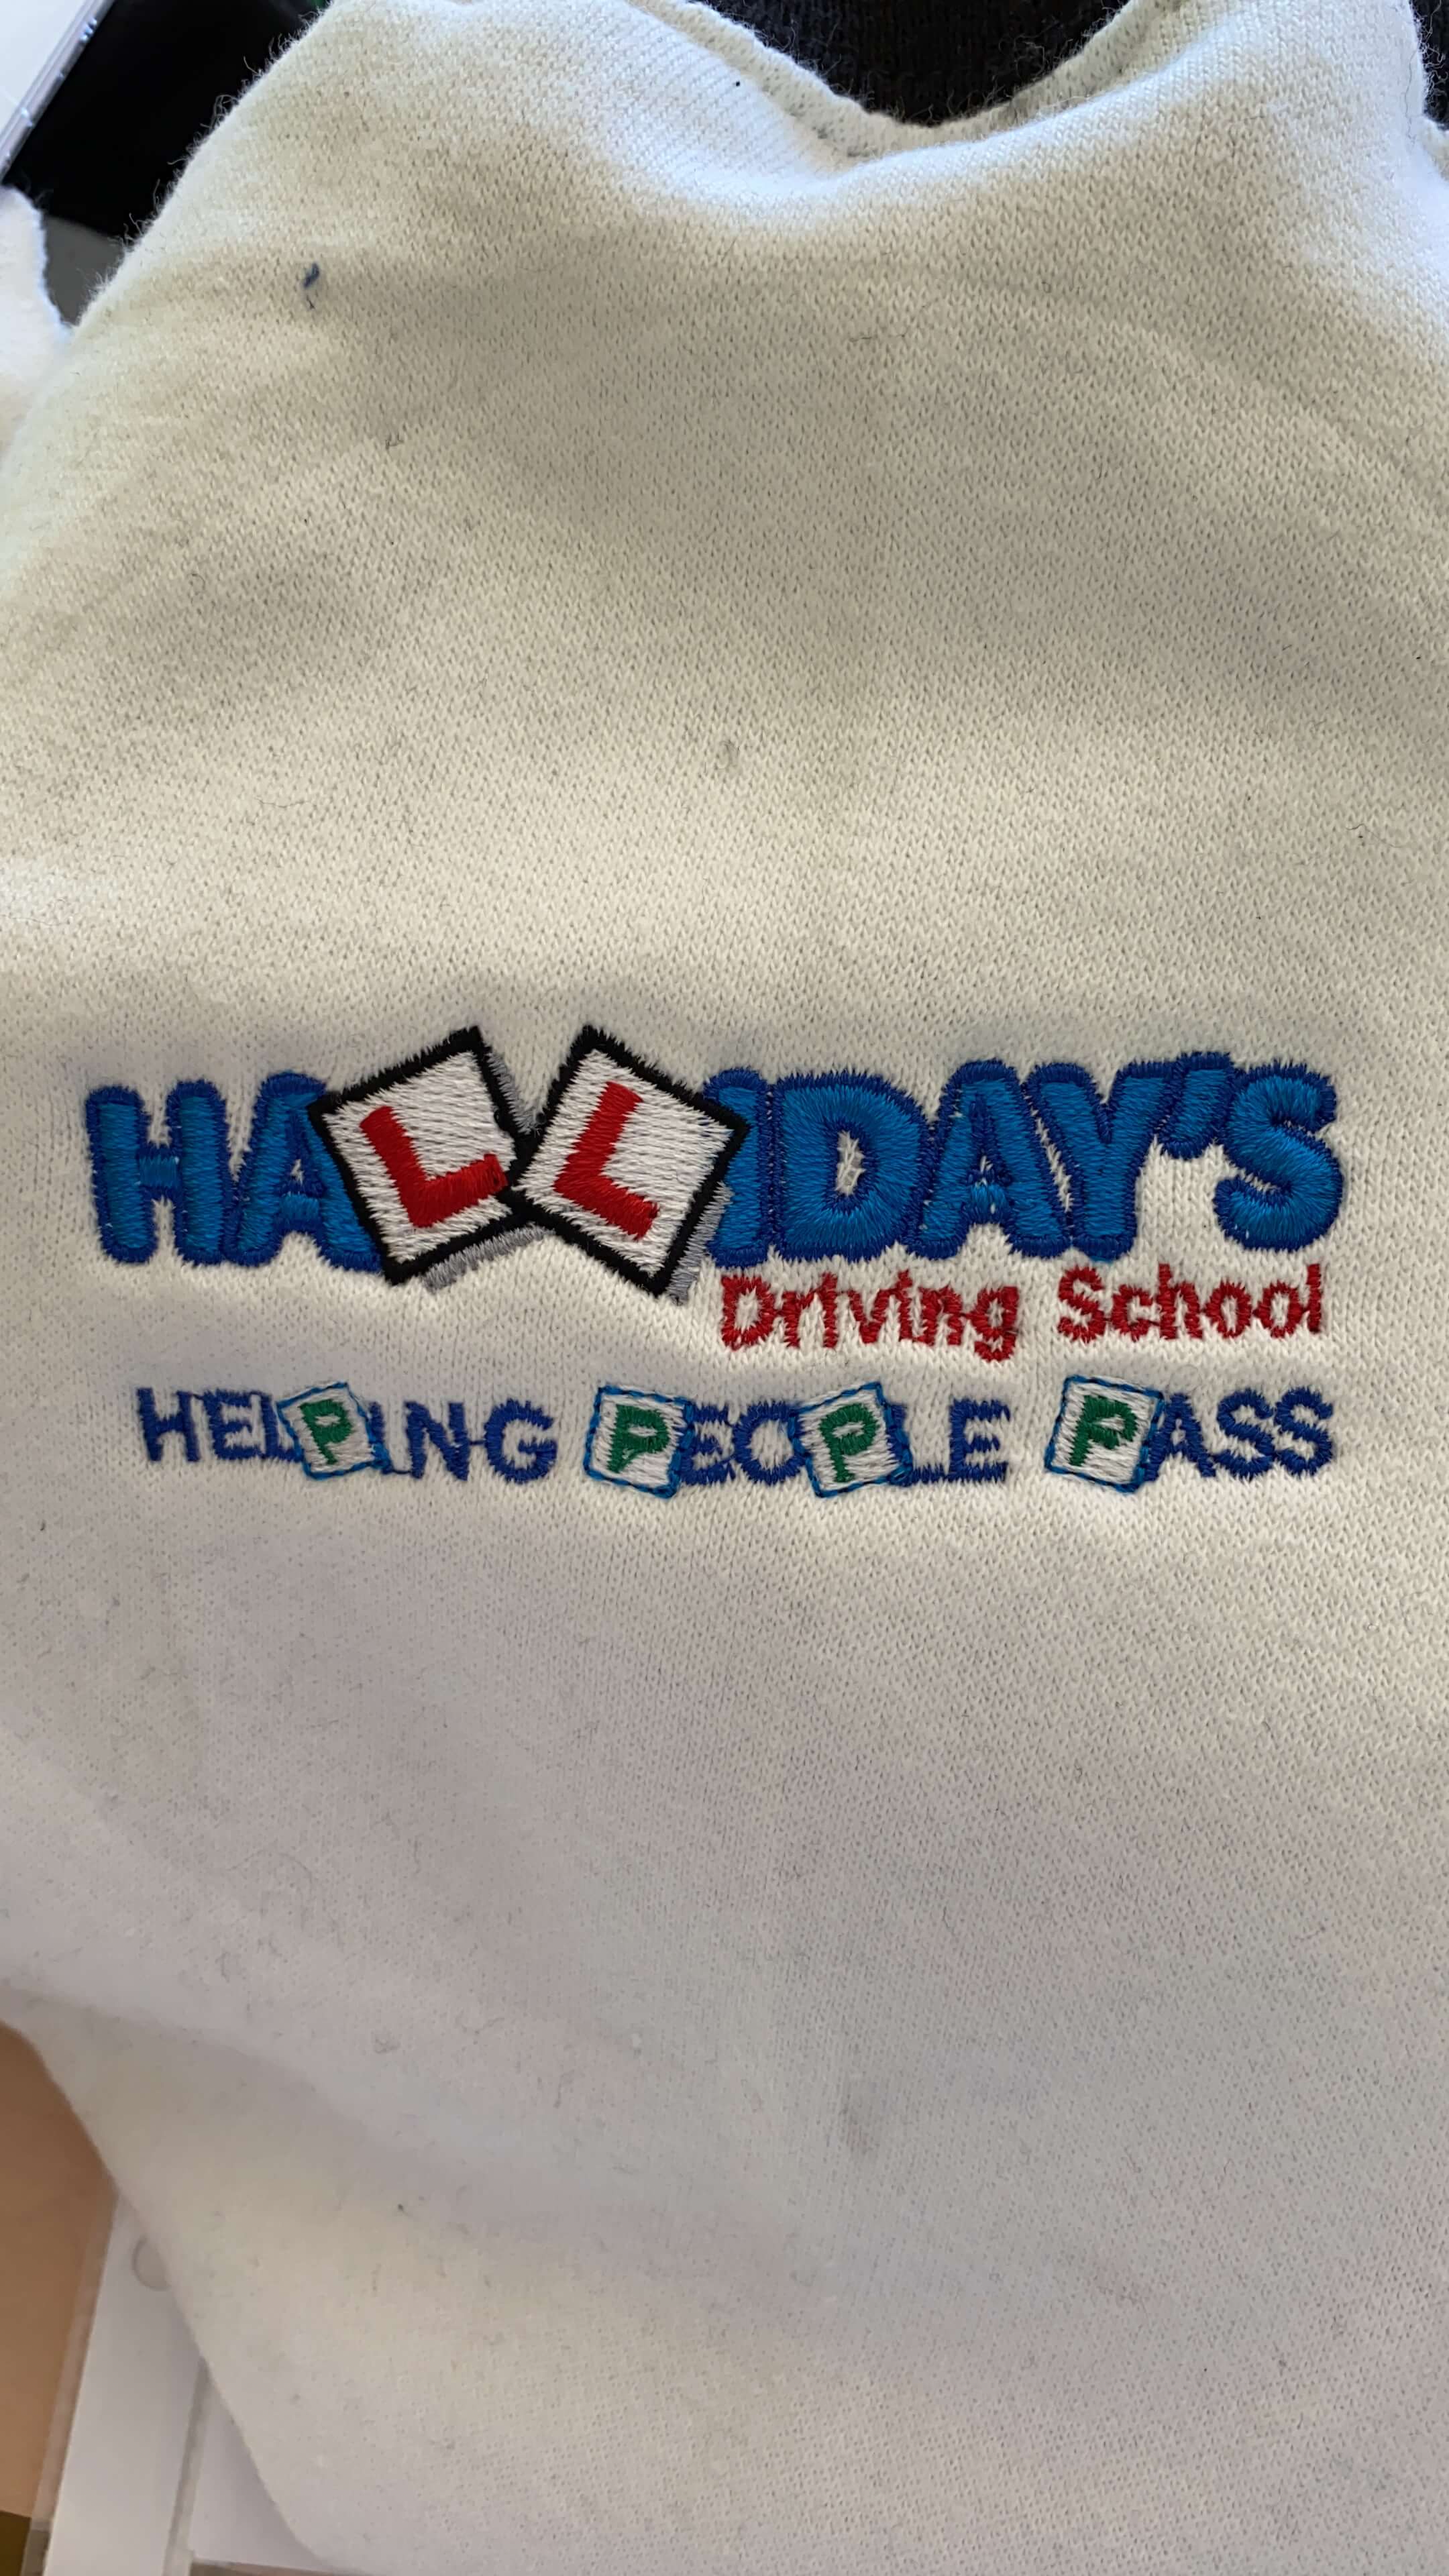 HALLIDAY'S
Driving School
HELPING PEOPLE PASS